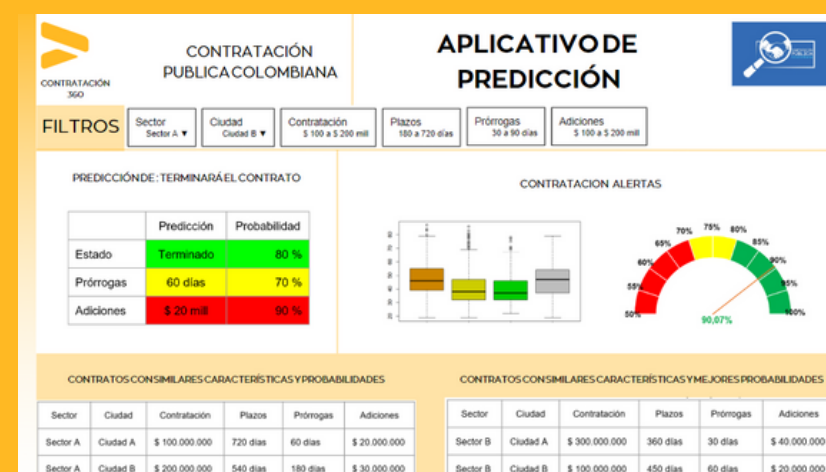 CONTRATACIÓN
360
CONTRATACIÓN
PUBLICA COLOMBIANA
APLICATIVO DE
PREDICCIÓN
FILTROS
Sector
Sector A ▼
Ciudad
Ciudad B ▼
Contratación
$ 100 a $ 200 mill
Plazos
180 a 720 días
Prórrogas
30 a 90 días
Adiciones
$ 100 a $ 200 mill
PREDICCIÓN DE: TERMINARÁ EL CONTRATO
Predicción Probabilidad
Estado Terminado 80 %
Prórrogas 60 días 70 %
Adiciones $ 20 mill 90 %
CONTRATACION ALERTAS
20 30 40 50 60 70 80
50% 55% 60% 65% 70% 75% 80% 85% 90% 95% 100%
90,07%
CONTRATOS CON SIMILARES CARACTERÍSTICAS Y PROBABILIDADES
Sector Ciudad Contratación Plazos Prórrogas Adiciones
Sector A Ciudad A $ 100.000.000 720 días 60 días $ 20.000.000
Sector A Ciudad B $ 200.000.000 540 días 180 días $ 30.000.000
CONTRATOS CON SIMILARES CARACTERÍSTICAS Y MEJORES PROBABILIDADES
Sector Ciudad Contratación Plazos Prórrogas Adiciones
Sector B Ciudad A $ 300.000.000 360 días 30 días $ 40.000.000
Sector B Ciudad B $ 100.000.000 450 días 60 días $ 20.000.000